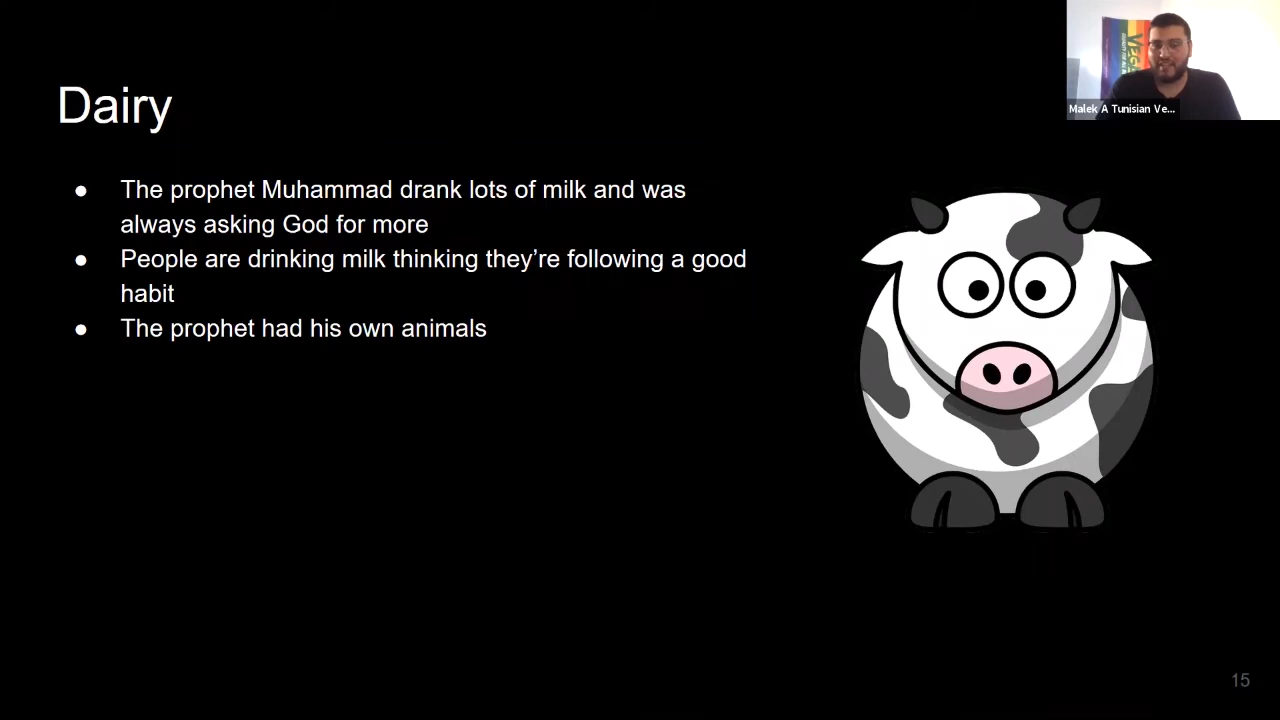 Dairy
● The prophet Muhammad drank lots of milk and was
always asking God for more
● People are drinking milk thinking they’re following a good
habit
● The prophet had his own animals
Malek A Tunisian Ve...
15